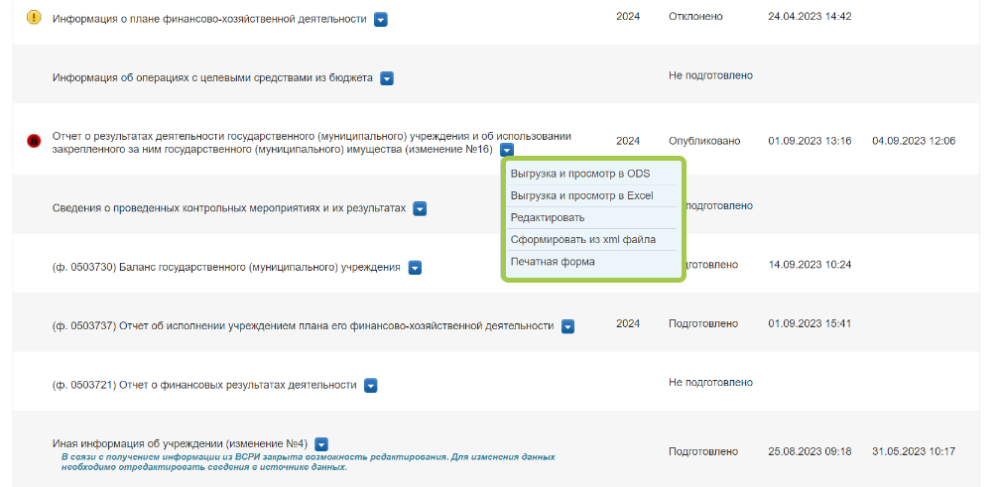 Информация о плане финансово-хозяйственной деятельности 2024 Отклонено 24.04.2023 14:42
Информация об операциях с целевыми средствами из бюджета Не подготовлено
Отчет о результатах деятельности государственного (муниципального) учреждения и об использовании
закрепленного за ним государственного (муниципального) имущества (изменение №16) 2024 Опубликовано 01.09.2023 13:16 04.09.2023 12:06
Выгрузка и просмотр в ODS
Выгрузка и просмотр в Excel
Редактировать
Сформировать из xml файла
Печатная форма
Сведения о проведенных контрольных мероприятиях и их результатах подготовлено
(ф. 0503730) Баланс государственного (муниципального) учреждения дготовлено 14.09.2023 10:24
(ф. 0503737) Отчет об исполнении учреждением плана его финансово-хозяйственной деятельности 2024 Подготовлено 01.09.2023 15:41
(ф. 0503721) Отчет о финансовых результатах деятельности Не подготовлено
Иная информация об учреждении (изменение №4) Подготовлено 25.08.2023 09:18 31.05.2023 10:17
В связи с получением информации из ВСРИ закрыта возможность редактирования. Для изменения данных
необходимо отредактировать сведения в источнике данных.